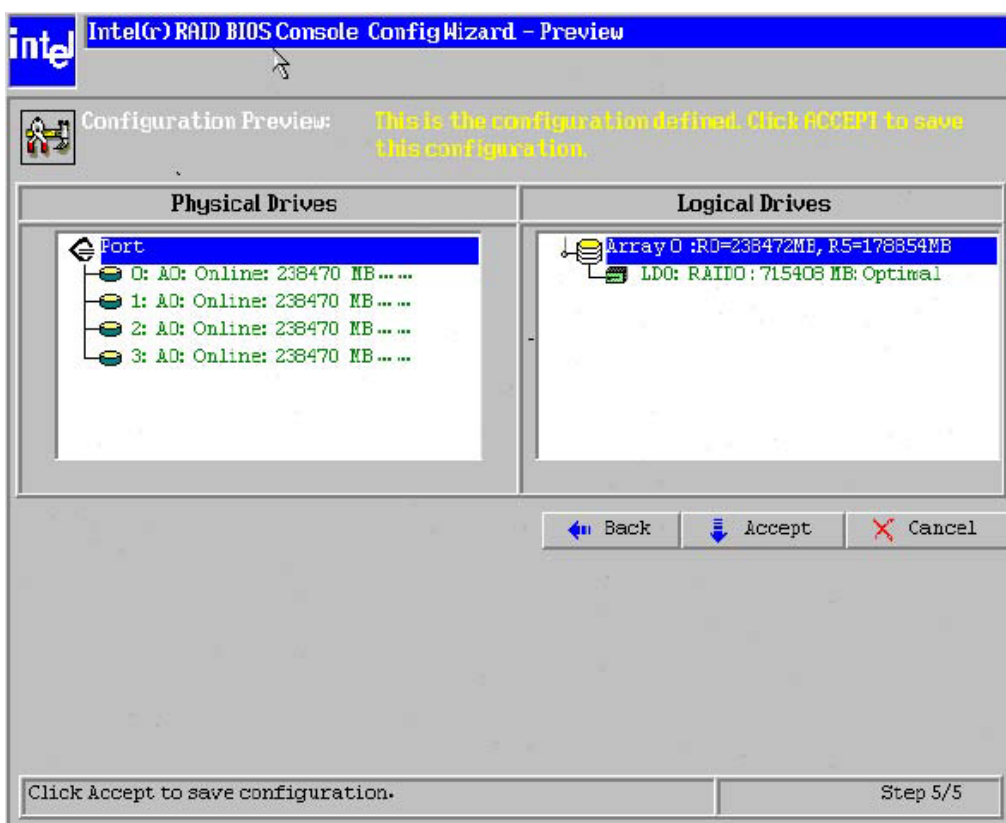 intel
Intel(r) RAID BIOS Console Config Wizard - Preview
Configuration Preview:
This is the configuration defined. Click ACCEPT to save
this configuration.
Physical Drives
Port
0: A0: Online: 238470 MB... ...
1: A0: Online: 238470 MB... ...
2: A0: Online: 238470 MB... ...
3: A0: Online: 238470 MB... ...
Logical Drives
Array 0 :R0=238472MB, R5=178854MB
LD0: RAID0: 715408 MB: Optimal
Back
Accept
Cancel
Click Accept to save configuration.
Step 5/5